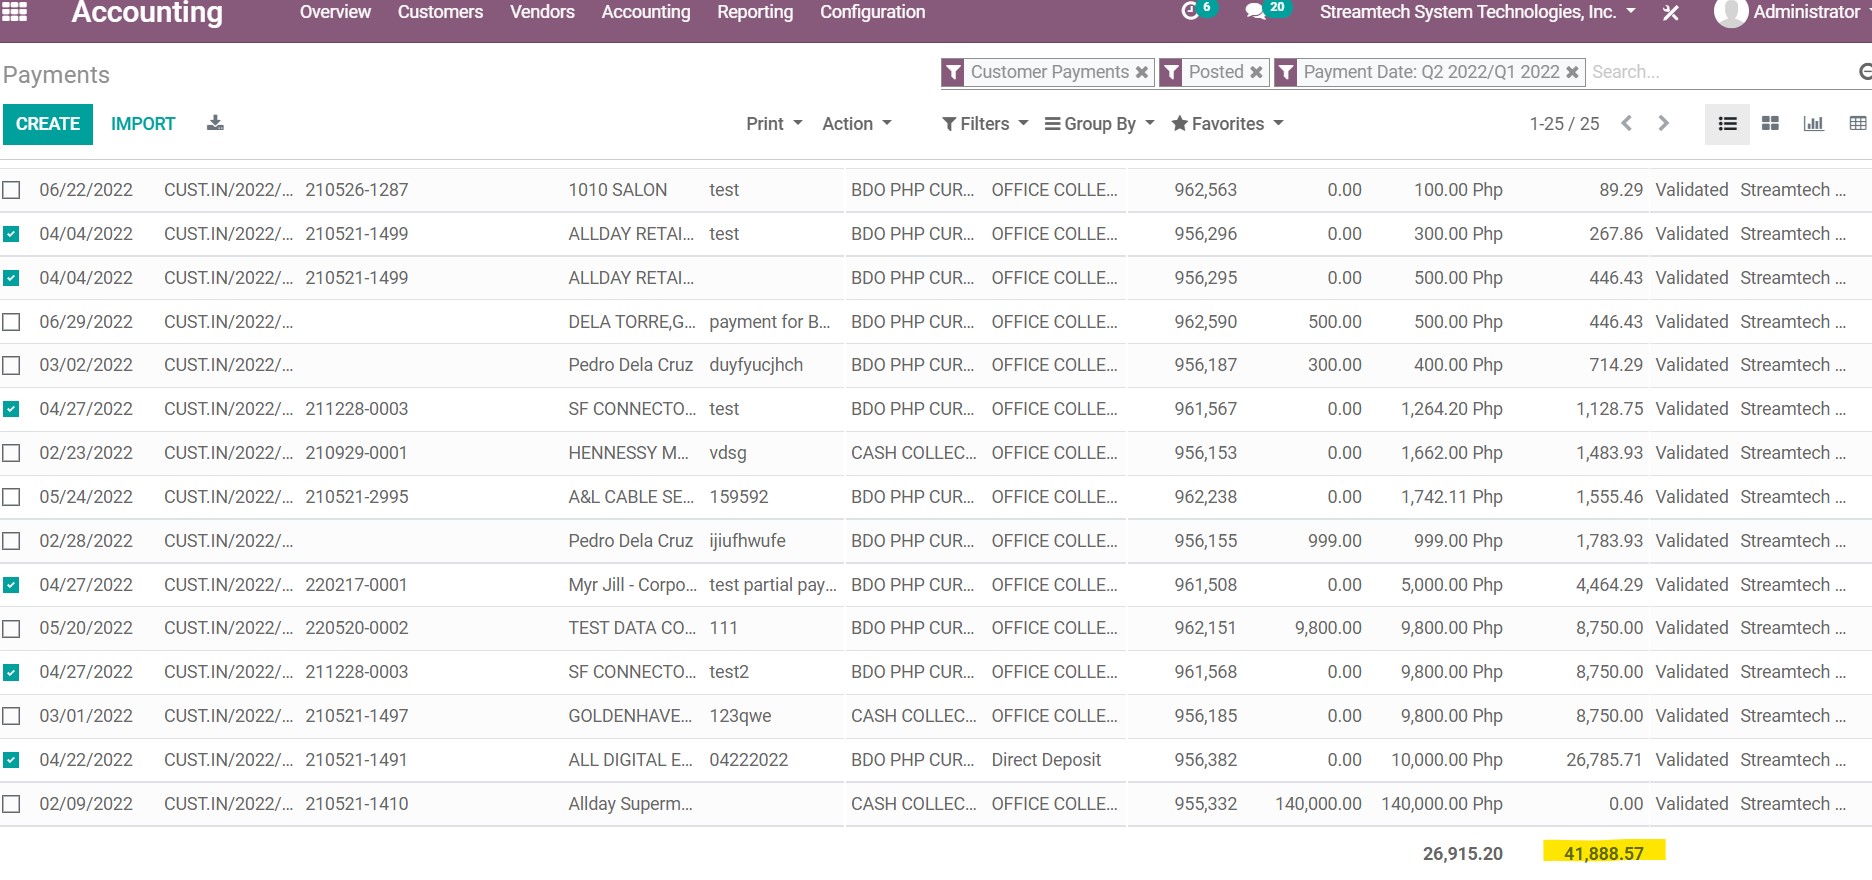 Accounting Overview Customers Vendors Accounting Reporting Configuration 6 20 Streamtech System Technologies, Inc. Administrator
Payments Customer Payments Posted Payment Date: Q2 2022/Q1 2022 Search...
CREATE IMPORT Print Action Filters Group By Favorites 1-25 / 25
06/22/2022 CUST.IN/2022/... 210526-1287 1010 SALON test BDO PHP CUR... OFFICE COLLE... 962,563 0.00 100.00 Php 89.29 Validated Streamtech ...
04/04/2022 CUST.IN/2022/... 210521-1499 ALLDAY RETAI... test BDO PHP CUR... OFFICE COLLE... 956,296 0.00 300.00 Php 267.86 Validated Streamtech ...
04/04/2022 CUST.IN/2022/... 210521-1499 ALLDAY RETAI... BDO PHP CUR... OFFICE COLLE... 956,295 0.00 500.00 Php 446.43 Validated Streamtech ...
06/29/2022 CUST.IN/2022/... DELA TORRE,G... payment for B... BDO PHP CUR... OFFICE COLLE... 962,590 500.00 500.00 Php 446.43 Validated Streamtech ...
03/02/2022 CUST.IN/2022/... Pedro Dela Cruz duyfyucjhch BDO PHP CUR... OFFICE COLLE... 956,187 300.00 400.00 Php 714.29 Validated Streamtech ...
04/27/2022 CUST.IN/2022/... 211228-0003 SF CONNECTO... test BDO PHP CUR... OFFICE COLLE... 961,567 0.00 1,264.20 Php 1,128.75 Validated Streamtech ...
02/23/2022 CUST.IN/2022/... 210929-0001 HENNESSY M... vdsg CASH COLLEC... OFFICE COLLE... 956,153 0.00 1,662.00 Php 1,483.93 Validated Streamtech ...
05/24/2022 CUST.IN/2022/... 210521-2995 A&L CABLE SE... 159592 BDO PHP CUR... OFFICE COLLE... 962,238 0.00 1,742.11 Php 1,555.46 Validated Streamtech ...
02/28/2022 CUST.IN/2022/... Pedro Dela Cruz ijiufhwufe BDO PHP CUR... OFFICE COLLE... 956,155 999.00 999.00 Php 1,783.93 Validated Streamtech ...
04/27/2022 CUST.IN/2022/... 220217-0001 Myr Jill - Corpo... test partial pay... BDO PHP CUR... OFFICE COLLE... 961,508 0.00 5,000.00 Php 4,464.29 Validated Streamtech ...
05/20/2022 CUST.IN/2022/... 220520-0002 TEST DATA CO... 111 BDO PHP CUR... OFFICE COLLE... 962,151 9,800.00 9,800.00 Php 8,750.00 Validated Streamtech ...
04/27/2022 CUST.IN/2022/... 211228-0003 SF CONNECTO... test2 BDO PHP CUR... OFFICE COLLE... 961,568 0.00 9,800.00 Php 8,750.00 Validated Streamtech ...
03/01/2022 CUST.IN/2022/... 210521-1497 GOLDENHAVE... 123qwe CASH COLLEC... OFFICE COLLE... 956,185 0.00 9,800.00 Php 8,750.00 Validated Streamtech ...
04/22/2022 CUST.IN/2022/... 210521-1491 ALL DIGITAL E... 04222022 BDO PHP CUR... Direct Deposit 956,382 0.00 10,000.00 Php 26,785.71 Validated Streamtech ...
02/09/2022 CUST.IN/2022/... 210521-1410 Allday Superm... CASH COLLEC... OFFICE COLLE... 955,332 140,000.00 140,000.00 Php 0.00 Validated Streamtech ...
26,915.20 41,888.57